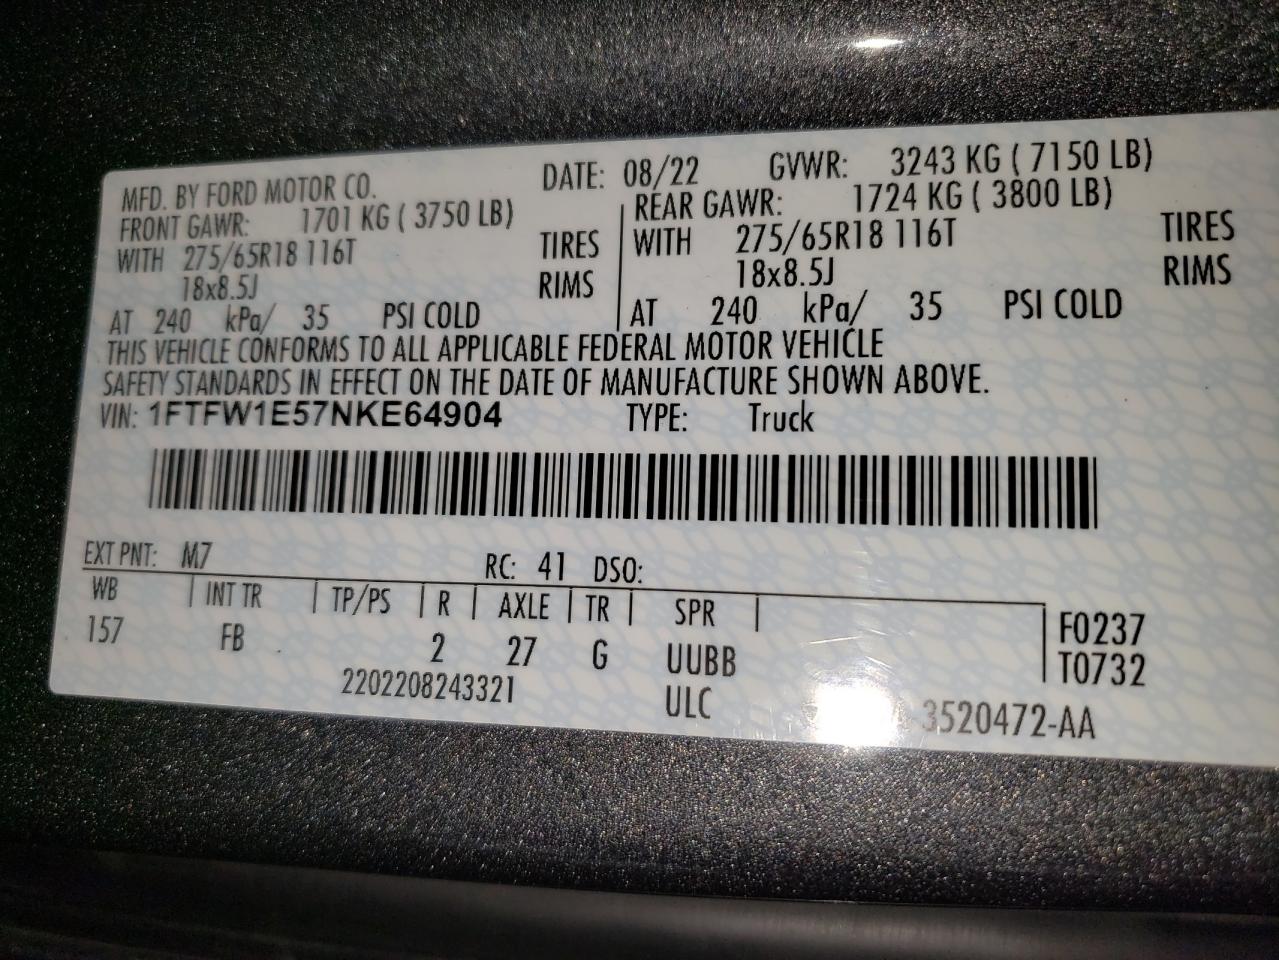 MFD. BY FORD MOTOR CO. DATE: 08/22 GVWR: 3243 KG ( 7150 LB)
FRONT GAWR: 1701 KG ( 3750 LB)
WITH 275/65R18 116T TIRES
18x8.5J RIMS
AT 240 kPa/ 35 PSI COLD
REAR GAWR: 1724 KG ( 3800 LB)
WITH 275/65R18 116T TIRES
18x8.5J RIMS
AT 240 kPa/ 35 PSI COLD
THIS VEHICLE CONFORMS TO ALL APPLICABLE FEDERAL MOTOR VEHICLE
SAFETY STANDARDS IN EFFECT ON THE DATE OF MANUFACTURE SHOWN ABOVE.
VIN: 1FTFW1E57NKE64904 TYPE: Truck
EXT PNT: M7 RC: 41 DSO:
WB | INT TR | TP/PS | R | AXLE | TR | SPR |
157 FB 2 27 G UUBB
F0237
T0732
2202208243321 ULC
3520472-AA